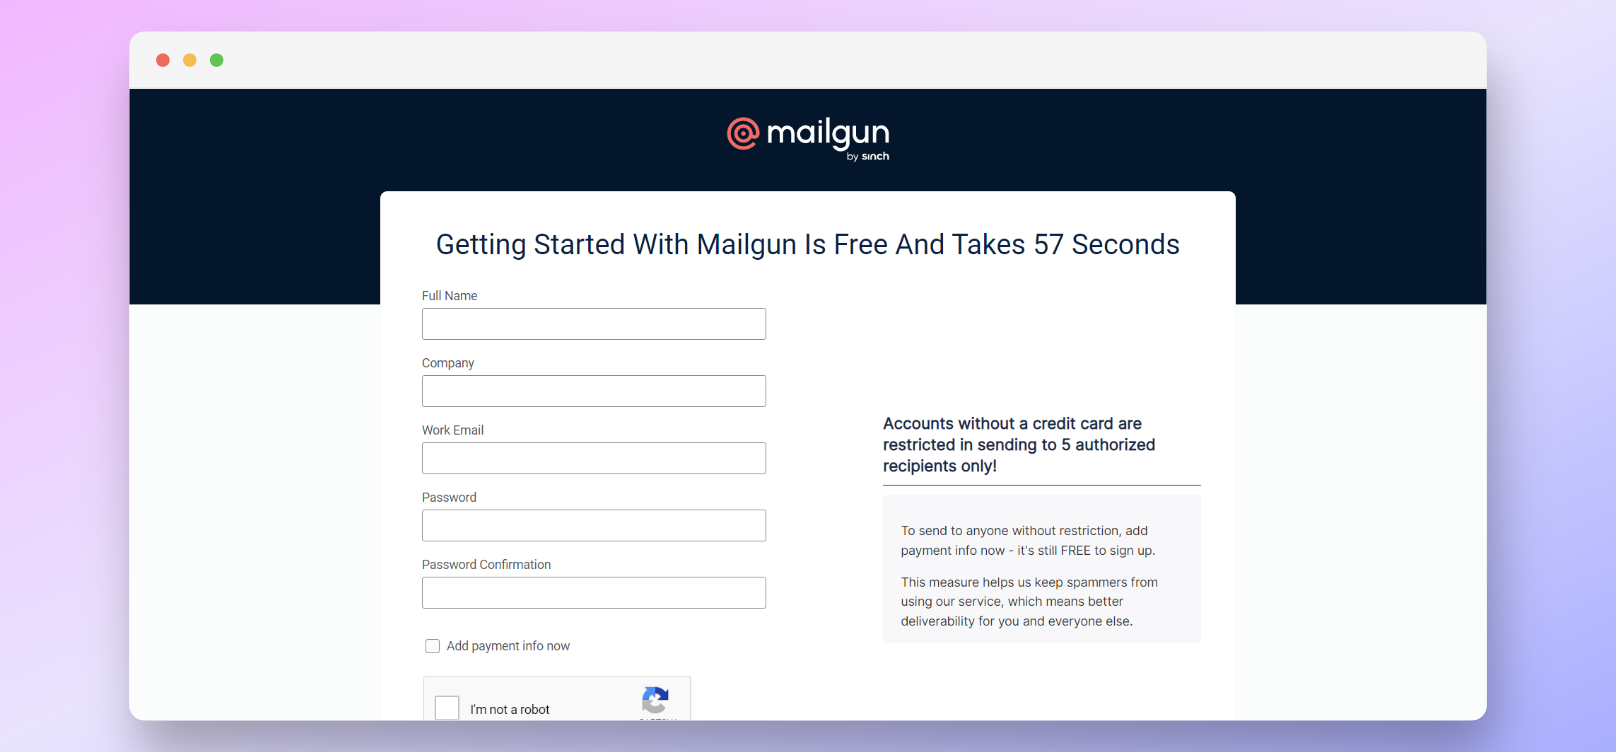 mailgun
by sinch
Getting Started With Mailgun Is Free And Takes 57 Seconds
Full Name
Company
Work Email
Password
Password Confirmation
Add payment info now
I'm not a robot
Accounts without a credit card are
restricted in sending to 5 authorized
recipients only!
To send to anyone without restriction, add
payment info now - it's still FREE to sign up.
This measure helps us keep spammers from
using our service, which means better
deliverability for you and everyone else.